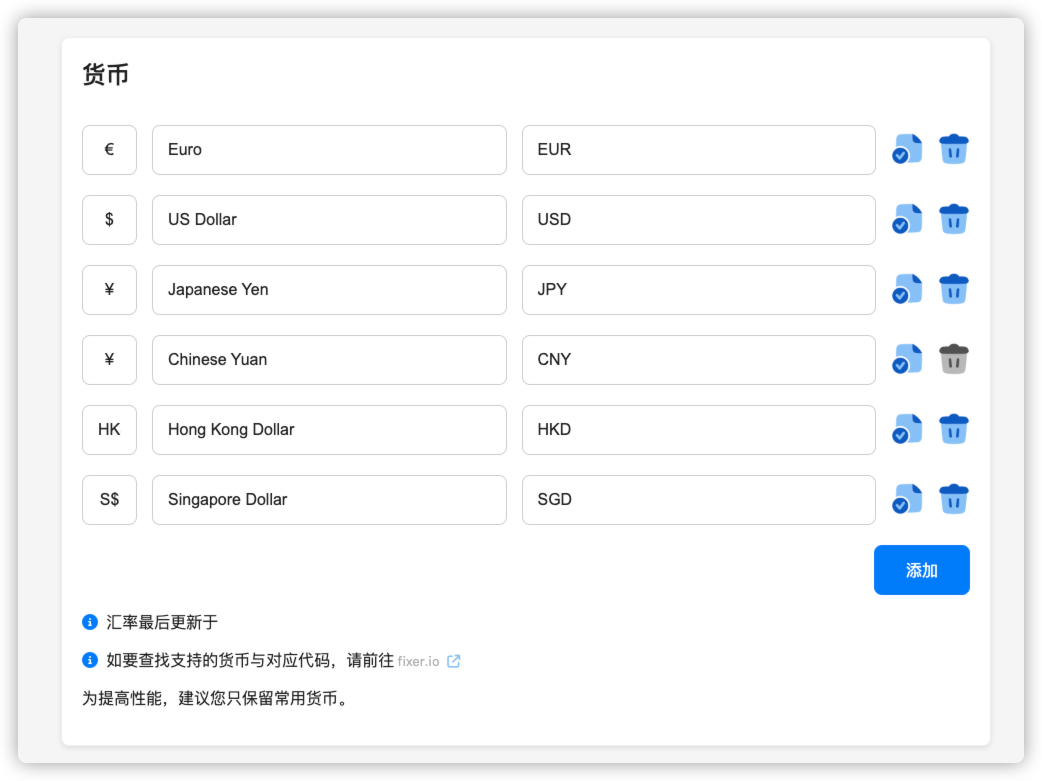 货币
€ Euro EUR
$ US Dollar USD
¥ Japanese Yen JPY
¥ Chinese Yuan CNY
HK Hong Kong Dollar HKD
S$ Singapore Dollar SGD
添加
汇率最后更新于
如要查找支持的货币与对应代码，请前往 fixer.io
为提高性能，建议您只保留常用货币。